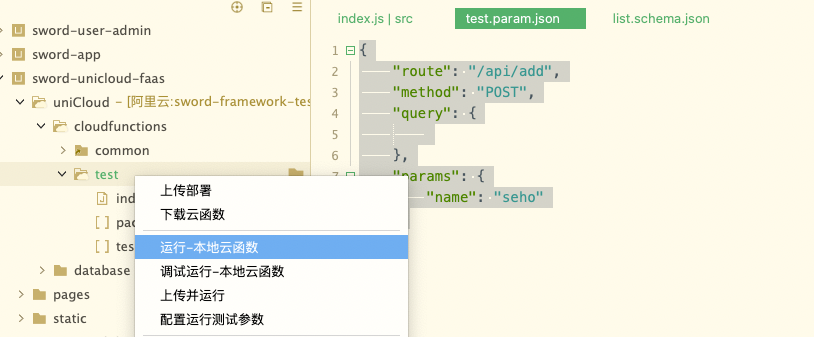 index.js | src
test.param.json
list.schema.json
sword-user-admin
sword-app
sword-unicloud-faas
uniCloud - [阿里云:sword-framework-tes
cloudfunctions
common
test
ind
pac
tes
database
pages
static
上传部署
下载云函数
运行-本地云函数
调试运行-本地云函数
上传并运行
配置运行测试参数
1 {
2 "route": "/api/add",
3 "method": "POST",
4 "query": {
5
6 },
7 "params": {
"name": "seho"